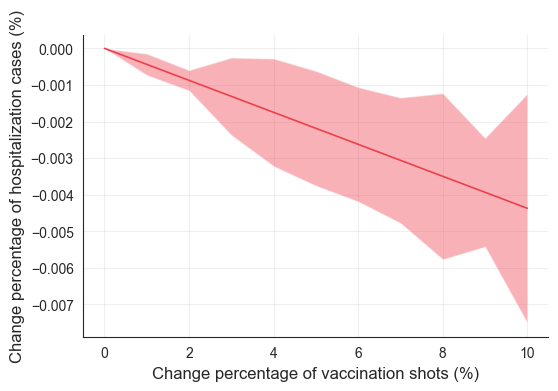 Change percentage of hospitalization cases (%)
0.000
−0.001
−0.002
−0.003
−0.004
−0.005
−0.006
−0.007
0 2 4 6 8 10
Change percentage of vaccination shots (%)